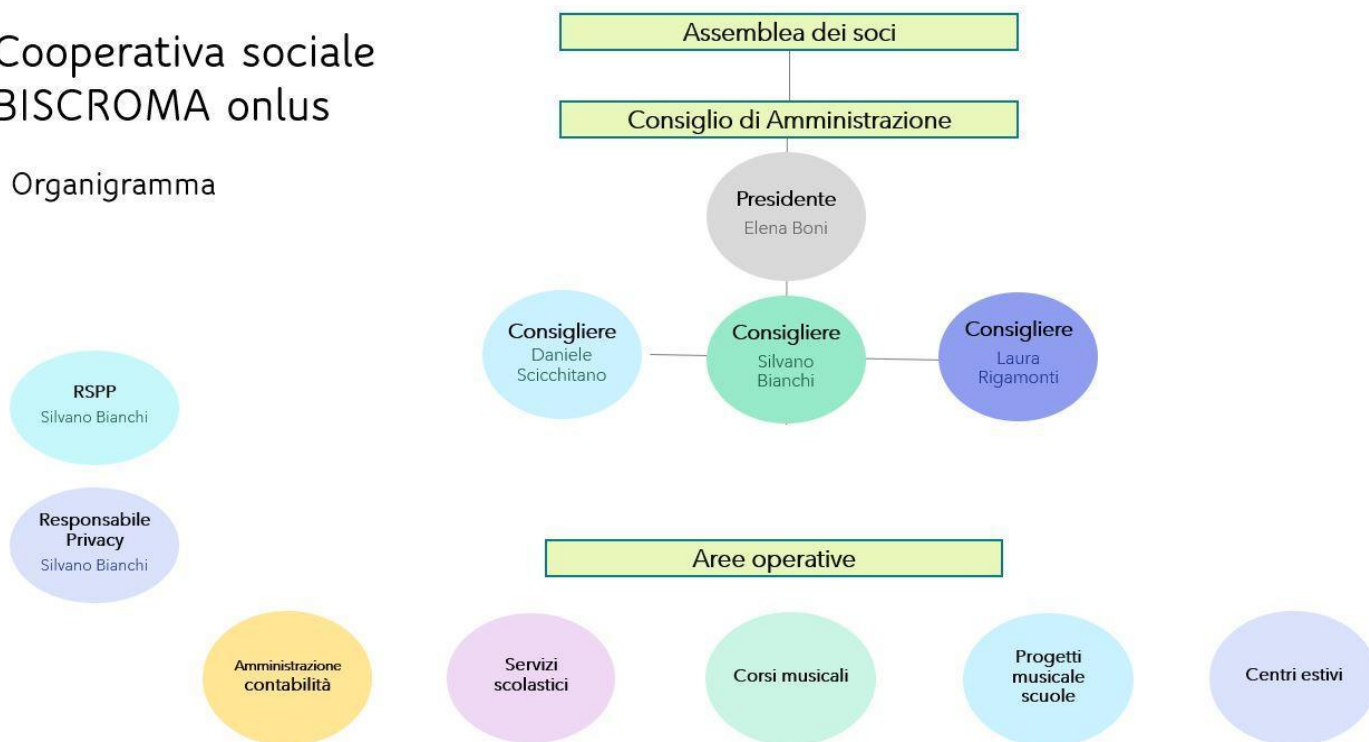 Cooperativa sociale
BISCROMA onlus
Organigramma
Assemblea dei soci
Consiglio di Amministrazione
Presidente
Elena Boni
Consigliere
Daniele
Scicchitano
Consigliere
Silvano
Bianchi
Consigliere
Laura
Rigamonti
RSPP
Silvano Bianchi
Responsabile
Privacy
Silvano Bianchi
Aree operative
Amministrazione
contabilità
Servizi
scolastici
Corsi musicali
Progetti
musicale
scuole
Centri estivi